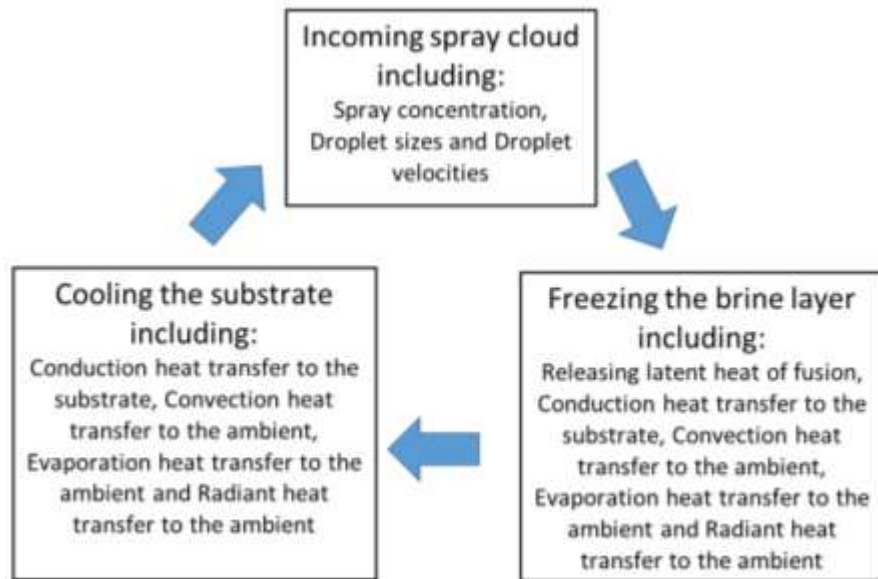 Incoming spray cloud
including:
Spray concentration,
Droplet sizes and Droplet
velocities
Cooling the substrate
including:
Conduction heat transfer to the
substrate, Convection heat
transfer to the ambient,
Evaporation heat transfer to the
ambient and Radiant heat
transfer to the ambient
Freezing the brine layer
including:
Releasing latent heat of fusion,
Conduction heat transfer to the
substrate, Convection heat
transfer to the ambient,
Evaporation heat transfer to the
ambient and Radiant heat
transfer to the ambient